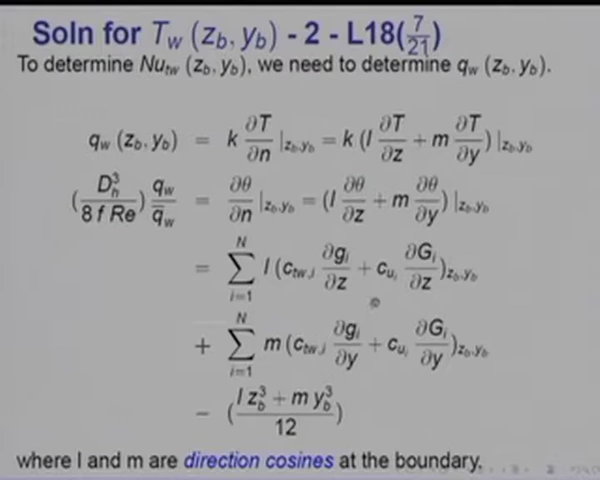 Soln for T_w (z_b, y_b) - 2 - L18(7/21)
To determine Nu_tw (z_b, y_b), we need to determine q_w (z_b, y_b).
q_w (z_b, y_b) = k ∂T/∂n |_{z_b,y_b} = k (l ∂T/∂z + m ∂T/∂y) |_{z_b,y_b}
(D_h^3 / 8 f Re) q_w/q̄_w = ∂θ/∂n |_{z_b,y_b} = (l ∂θ/∂z + m ∂θ/∂y) |_{z_b,y_b}
= ∑_{i=1}^{N} l (c_{tw,i} ∂g_i/∂z + c_{u_i} ∂G_i/∂z)_{z_b,y_b}
+ ∑_{i=1}^{N} m (c_{tw,i} ∂g_i/∂y + c_{u_i} ∂G_i/∂y)_{z_b,y_b}
- (l z_b^3 + m y_b^3 / 12)
where l and m are direction cosines at the boundary.